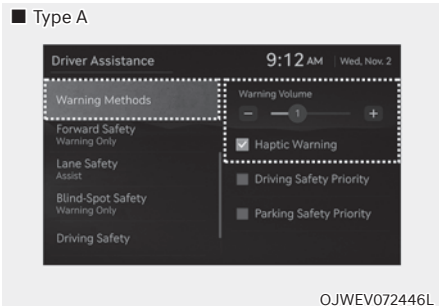 ■ Type A
Driver Assistance
9:12 AM
Wed, Nov. 2
Warning Methods
Forward Safety
Warning Only
Lane Safety
Assist
Blind-Spot Safety
Warning Only
Driving Safety
Warning Volume
− 1 +
Haptic Warning
Driving Safety Priority
Parking Safety Priority
OJWEV072446L